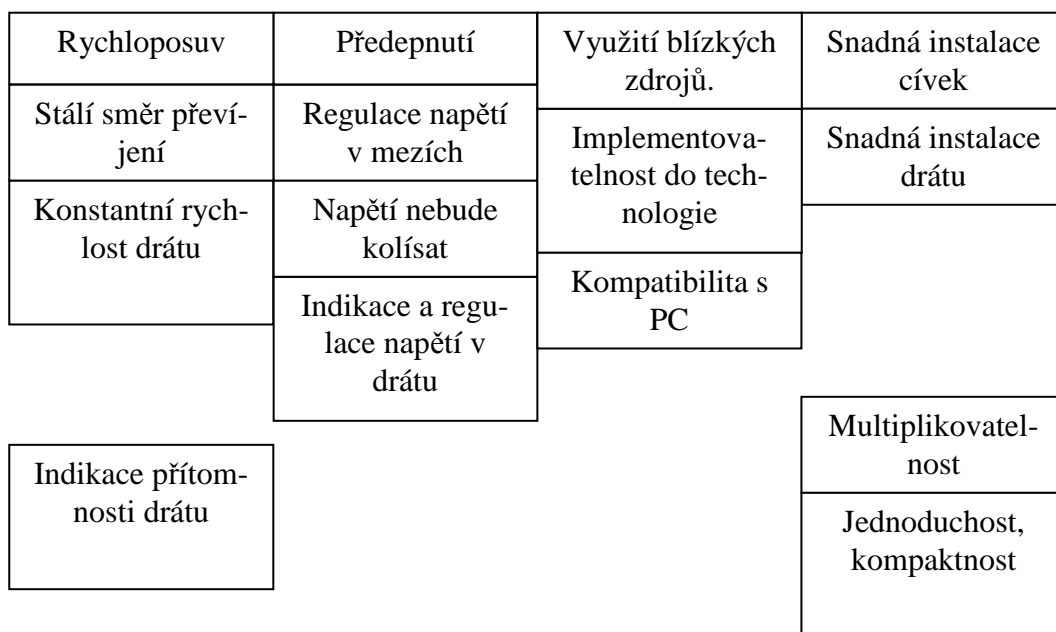 Rychloposuv
Stálí směr převí-
jení
Konstantní rych-
lost drátu
Indikace přítom-
nosti drátu
Předepnutí
Regulace napětí
v mezích
Napětí nebude
kolísat
Indikace a regu-
lace napětí v
drátu
Využití blízkých
zdrojů.
Implementova-
telnost do tech-
nologie
Kompatibilita s
PC
Snadná instalace
cívek
Snadná instalace
drátu
Multiplikovatel-
nost
Jednoduchost,
kompaktnost